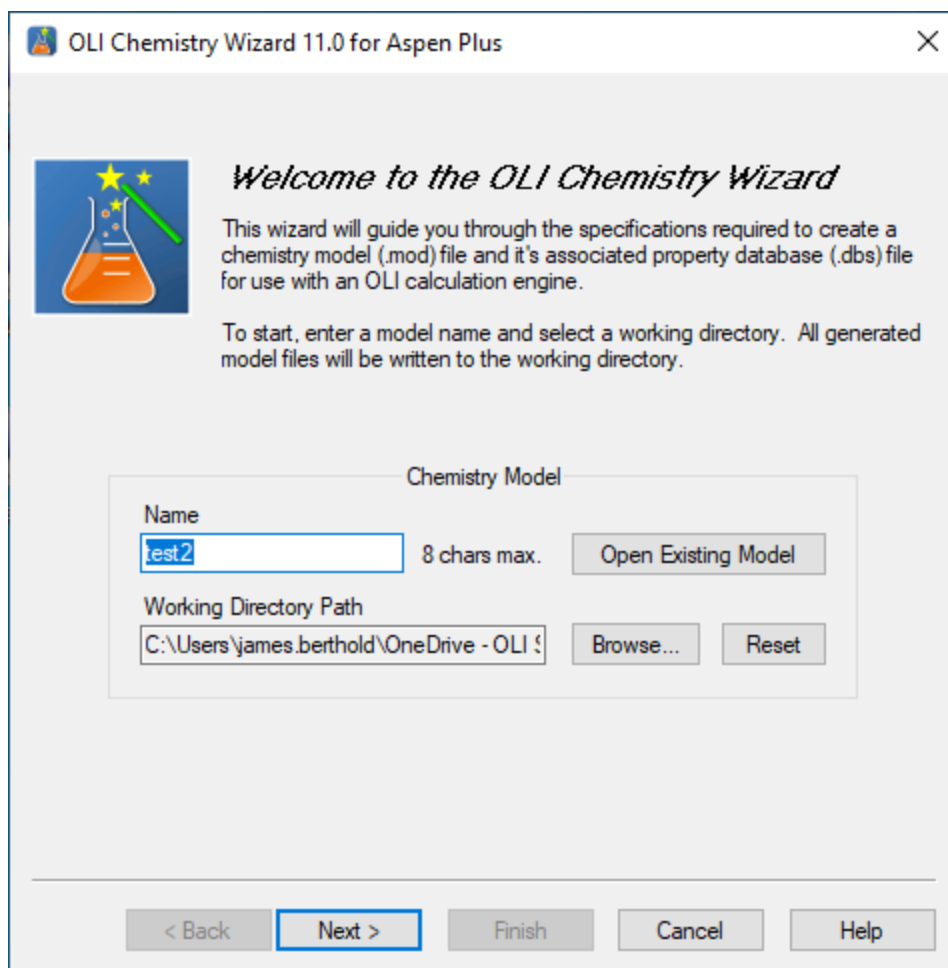 OLI Chemistry Wizard 11.0 for Aspen Plus
Welcome to the OLI Chemistry Wizard
This wizard will guide you through the specifications required to create a
chemistry model (.mod) file and it's associated property database (.dbs) file
for use with an OLI calculation engine.
To start, enter a model name and select a working directory. All generated
model files will be written to the working directory.
Chemistry Model
Name
test2 8 chars max. Open Existing Model
Working Directory Path
C:\Users\james.berthold\OneDrive - OLI S Browse... Reset
< Back Next > Finish Cancel Help